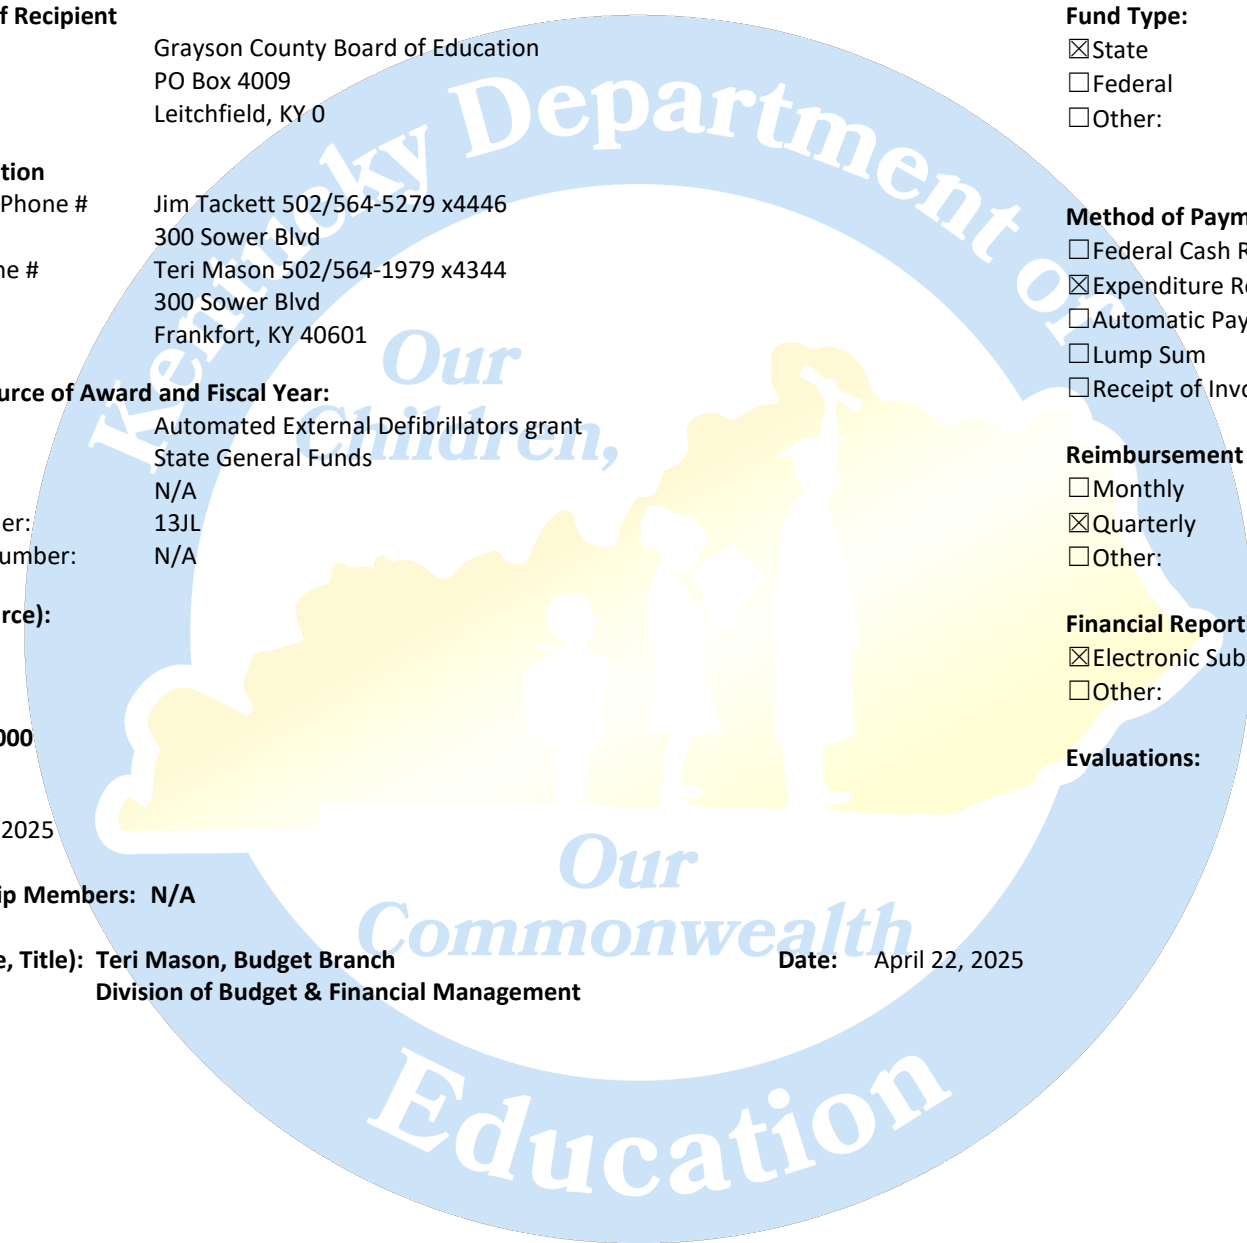 f Recipient
Grayson County Board of Education
PO Box 4009
Leitchfield, KY 0
tion
Phone # Jim Tackett 502/564-5279 x4446
300 Sower Blvd
ne # Teri Mason 502/564-1979 x4344
300 Sower Blvd
Frankfort, KY 40601
urce of Award and Fiscal Year:
Automated External Defibrillators grant
State General Funds
N/A
er: 13JL
umber: N/A
rce):
000
2025
ip Members: N/A
e, Title): Teri Mason, Budget Branch
Division of Budget & Financial Management
Date: April 22, 2025
Fund Type:
☒State
☐Federal
☐Other:
Method of Paym
☐Federal Cash R
☒Expenditure Re
☐Automatic Pay
☐Lump Sum
☐Receipt of Invo
Reimbursement
☐Monthly
☒Quarterly
☐Other:
Financial Report
☒Electronic Sub
☐Other:
Evaluations:
Kentucky Department of
Education
Our
Children,
Our
Commonwealth